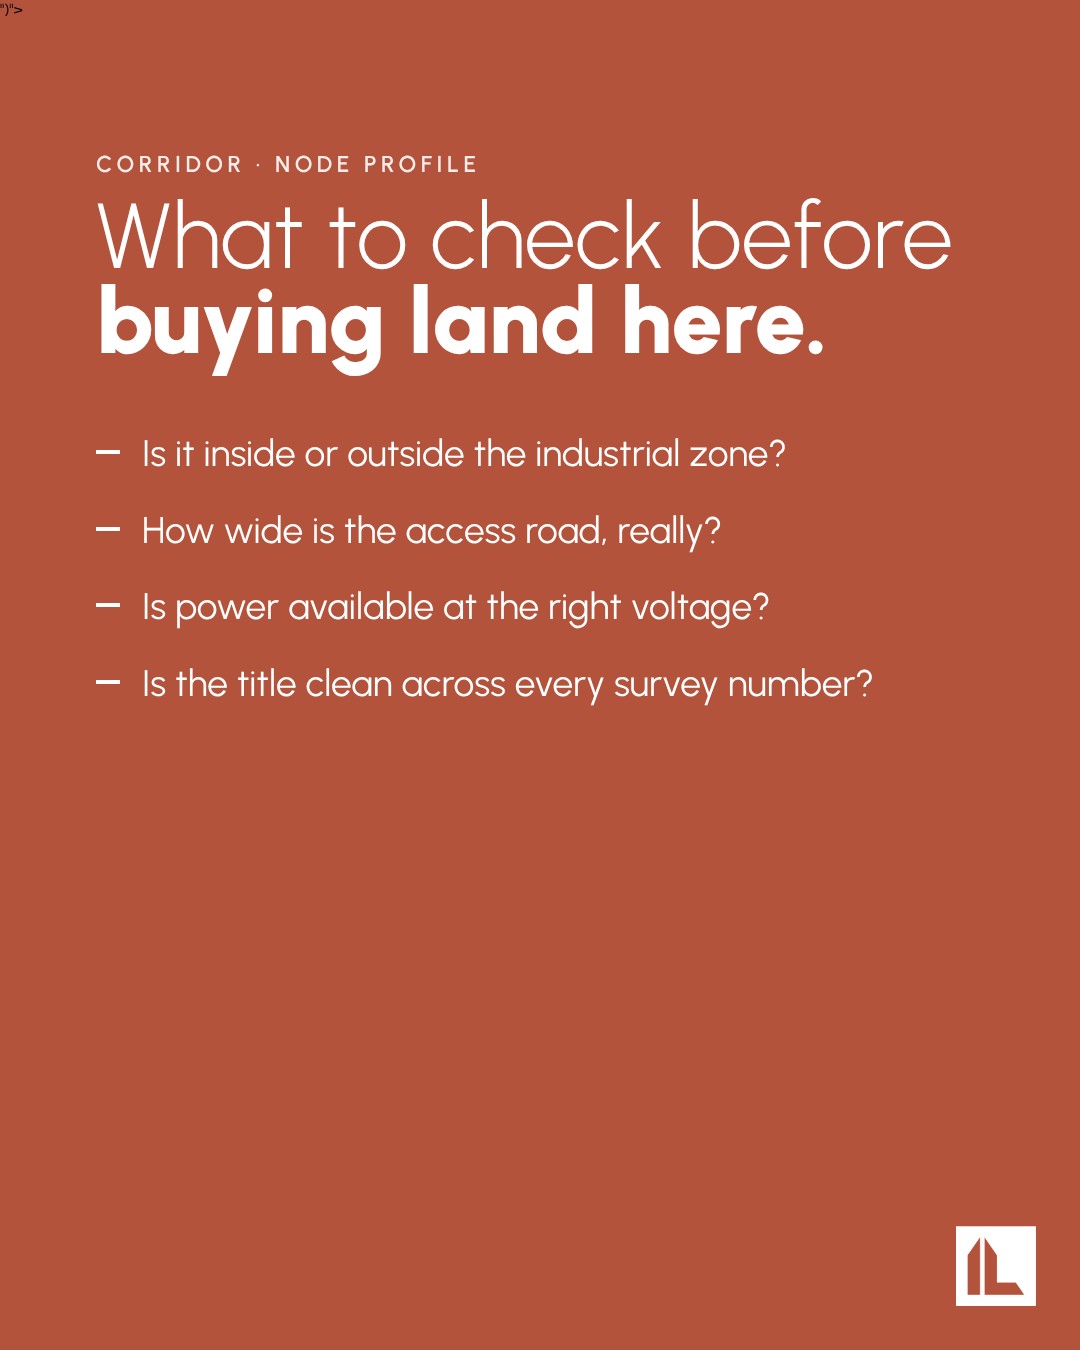 ")">
CORRIDOR · NODE PROFILE
What to check before
buying land here.
– Is it inside or outside the industrial zone?
– How wide is the access road, really?
– Is power available at the right voltage?
– Is the title clean across every survey number?
IL